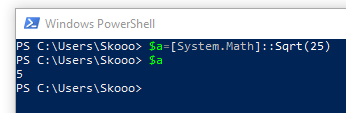 Windows PowerShell
PS C:\Users\Skooo> $a=[System.Math]::Sqrt(25)
PS C:\Users\Skooo> $a
5
PS C:\Users\Skooo>